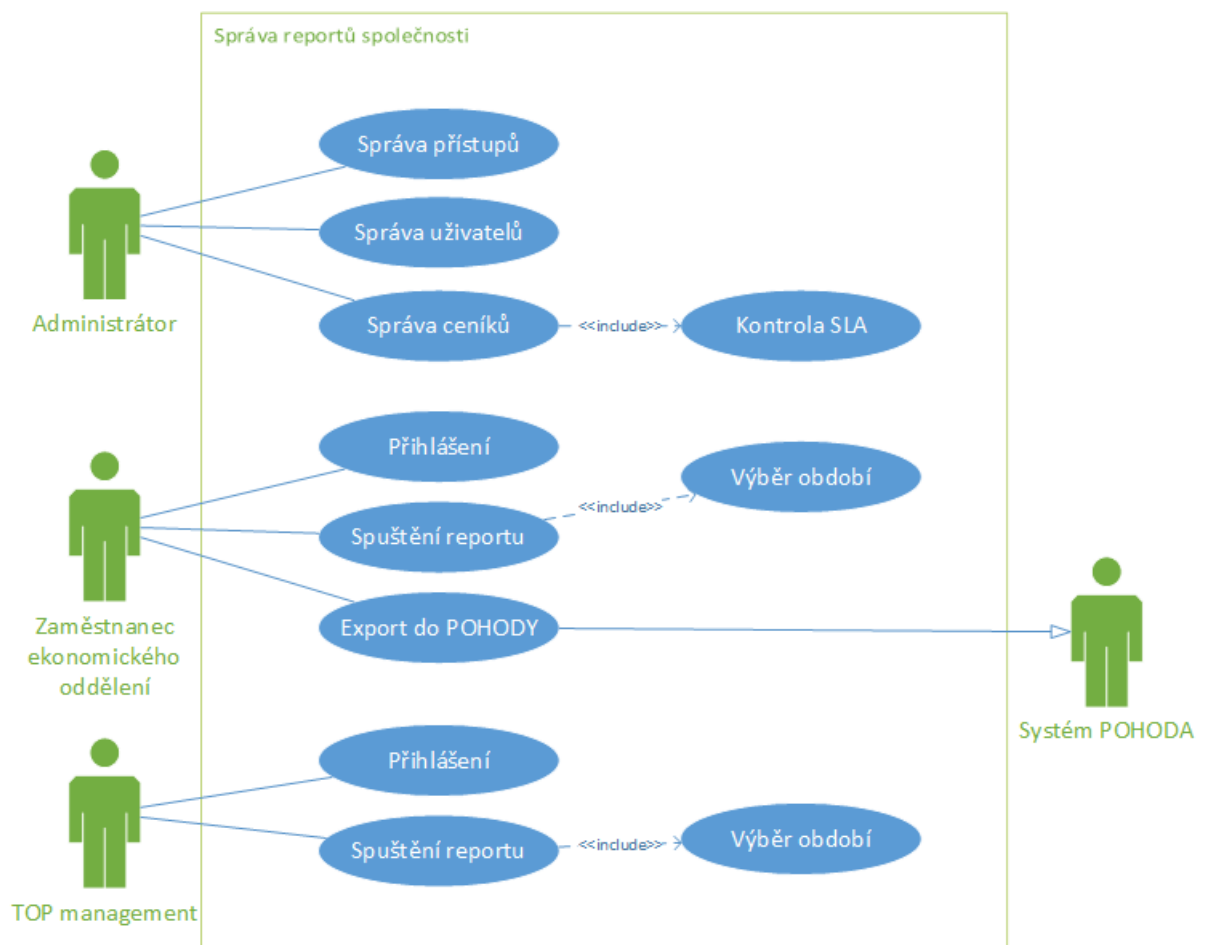 Správa reportů společnosti
Správa přístupů
Správa uživatelů
Administrátor
Správa ceníků
<<include>>
Kontrola SLA
Přihlášení
Výběr období
<<include>>
Spuštění reportu
Zaměstnanec
ekonomického
oddělení
Export do POHODY
Systém POHODA
Přihlášení
Spuštění reportu
<<include>>
Výběr období
TOP management